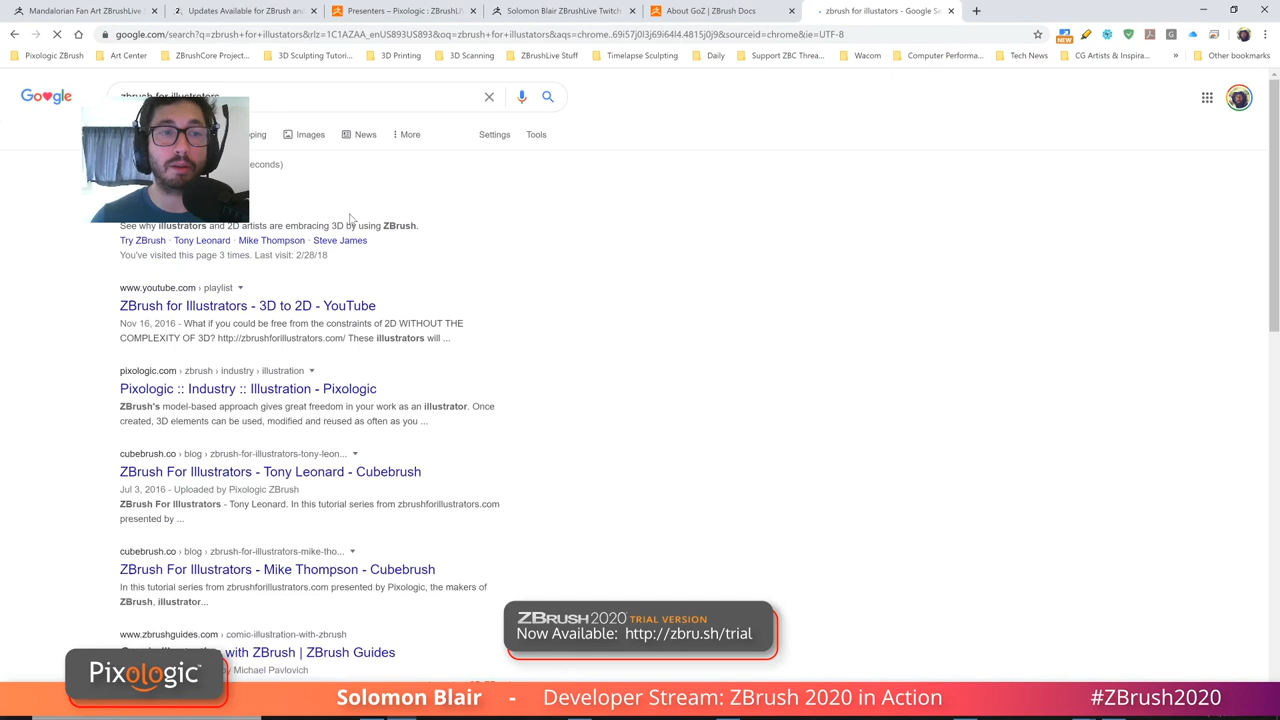 Mandalorian Fan Art ZBrushLive
Updates Available for ZBrush and
Presenters – Pixologic : ZBrushLI
Solomon Blair ZBrushLive Twitch
About GoZ | ZBrush Docs
zbrush for illustators - Google Se
google.com/search?q=zbrush+for+illustators&rlz=1C1AZAA_enUS893US893&oq=zbrush+for+illustators&aqs=chrome..69i57j0l3j69i64l4.4815j0j9&sourceid=chrome&ie=UTF-8
Pixologic ZBrush
Art Center
ZBrushCore Project...
3D Sculpting Tutori...
3D Printing
3D Scanning
ZBrushLive Stuff
Timelapse Sculpting
Daily
Support ZBC Threa...
Wacom
Computer Performa...
Tech News
CG Artists & Inspira...
»
Other bookmarks
NEW
zbrush for illustrators
pping
Images
News
More
Settings
Tools
econds)
See why illustrators and 2D artists are embracing 3D by using ZBrush.
Try ZBrush · Tony Leonard · Mike Thompson · Steve James
You've visited this page 3 times. Last visit: 2/28/18
www.youtube.com › playlist
ZBrush for Illustrators - 3D to 2D - YouTube
Nov 16, 2016 - What if you could be free from the constraints of 2D WITHOUT THE
COMPLEXITY OF 3D? http://zbrushforillustrators.com/ These illustrators will ...
pixologic.com › zbrush › industry › illustration
Pixologic :: Industry :: Illustration - Pixologic
ZBrush's model-based approach gives great freedom in your work as an illustrator. Once
created, 3D elements can be used, modified and reused as often as you ...
cubebrush.co › blog › zbrush-for-illustrators-tony-leon...
ZBrush For Illustrators - Tony Leonard - Cubebrush
Jul 3, 2016 - Uploaded by Pixologic ZBrush
ZBrush For Illustrators - Tony Leonard. In this tutorial series from zbrushforillustrators.com
presented by ...
cubebrush.co › blog › zbrush-for-illustrators-mike-tho...
ZBrush For Illustrators - Mike Thompson - Cubebrush
In this tutorial series from zbrushforillustrators.com presented by Pixologic, the makers of
ZBrush, illustrator...
www.zbrushguides.com › comic-illustration-with-zbrush
with ZBrush | ZBrush Guides
y Michael Pavlovich
ZBRUSH 2020 TRIAL VERSION
Now Available: http://zbru.sh/trial
Pixologic™
Solomon Blair - Developer Stream: ZBrush 2020 in Action #ZBrush2020